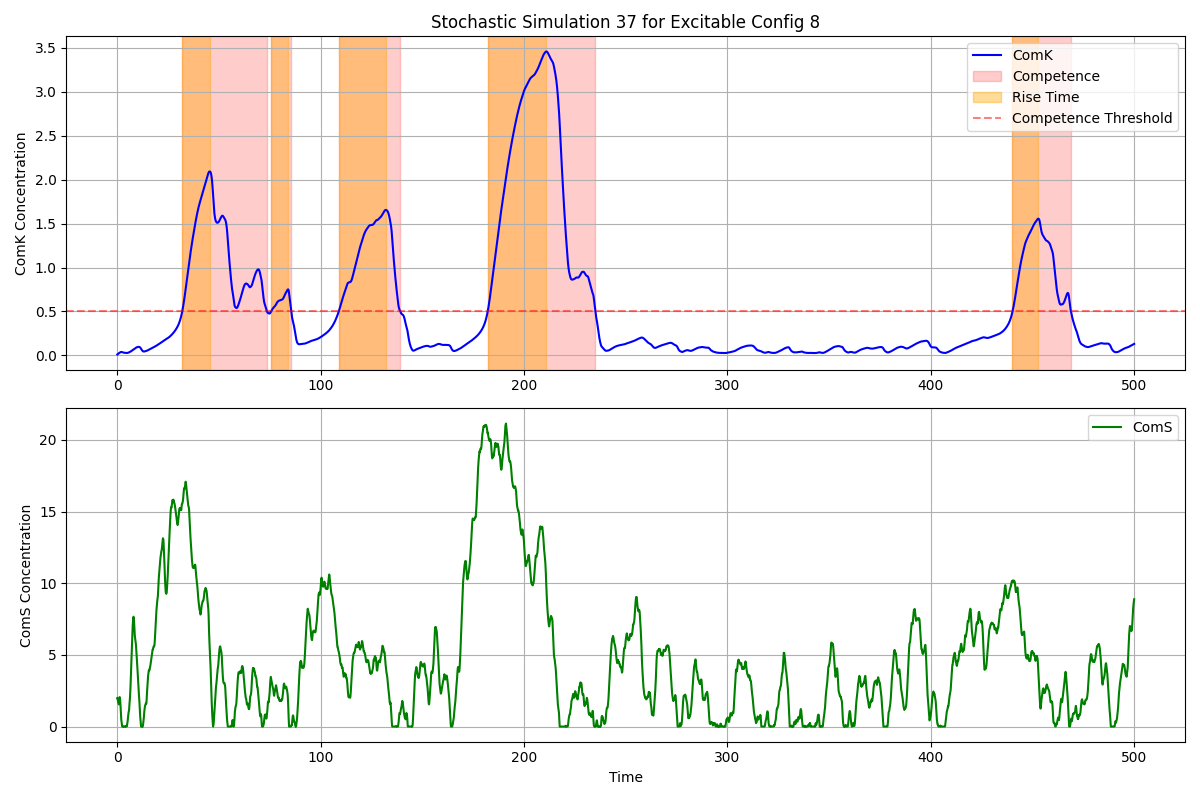 Stochastic Simulation 37 for Excitable Config 8
ComK Concentration
3.5
3.0
2.5
2.0
1.5
1.0
0.5
0.0
ComK
Competence
Rise Time
Competence Threshold
0 100 200 300 400 500
ComS Concentration
20
15
10
5
0
ComS
0 100 200 300 400 500
Time